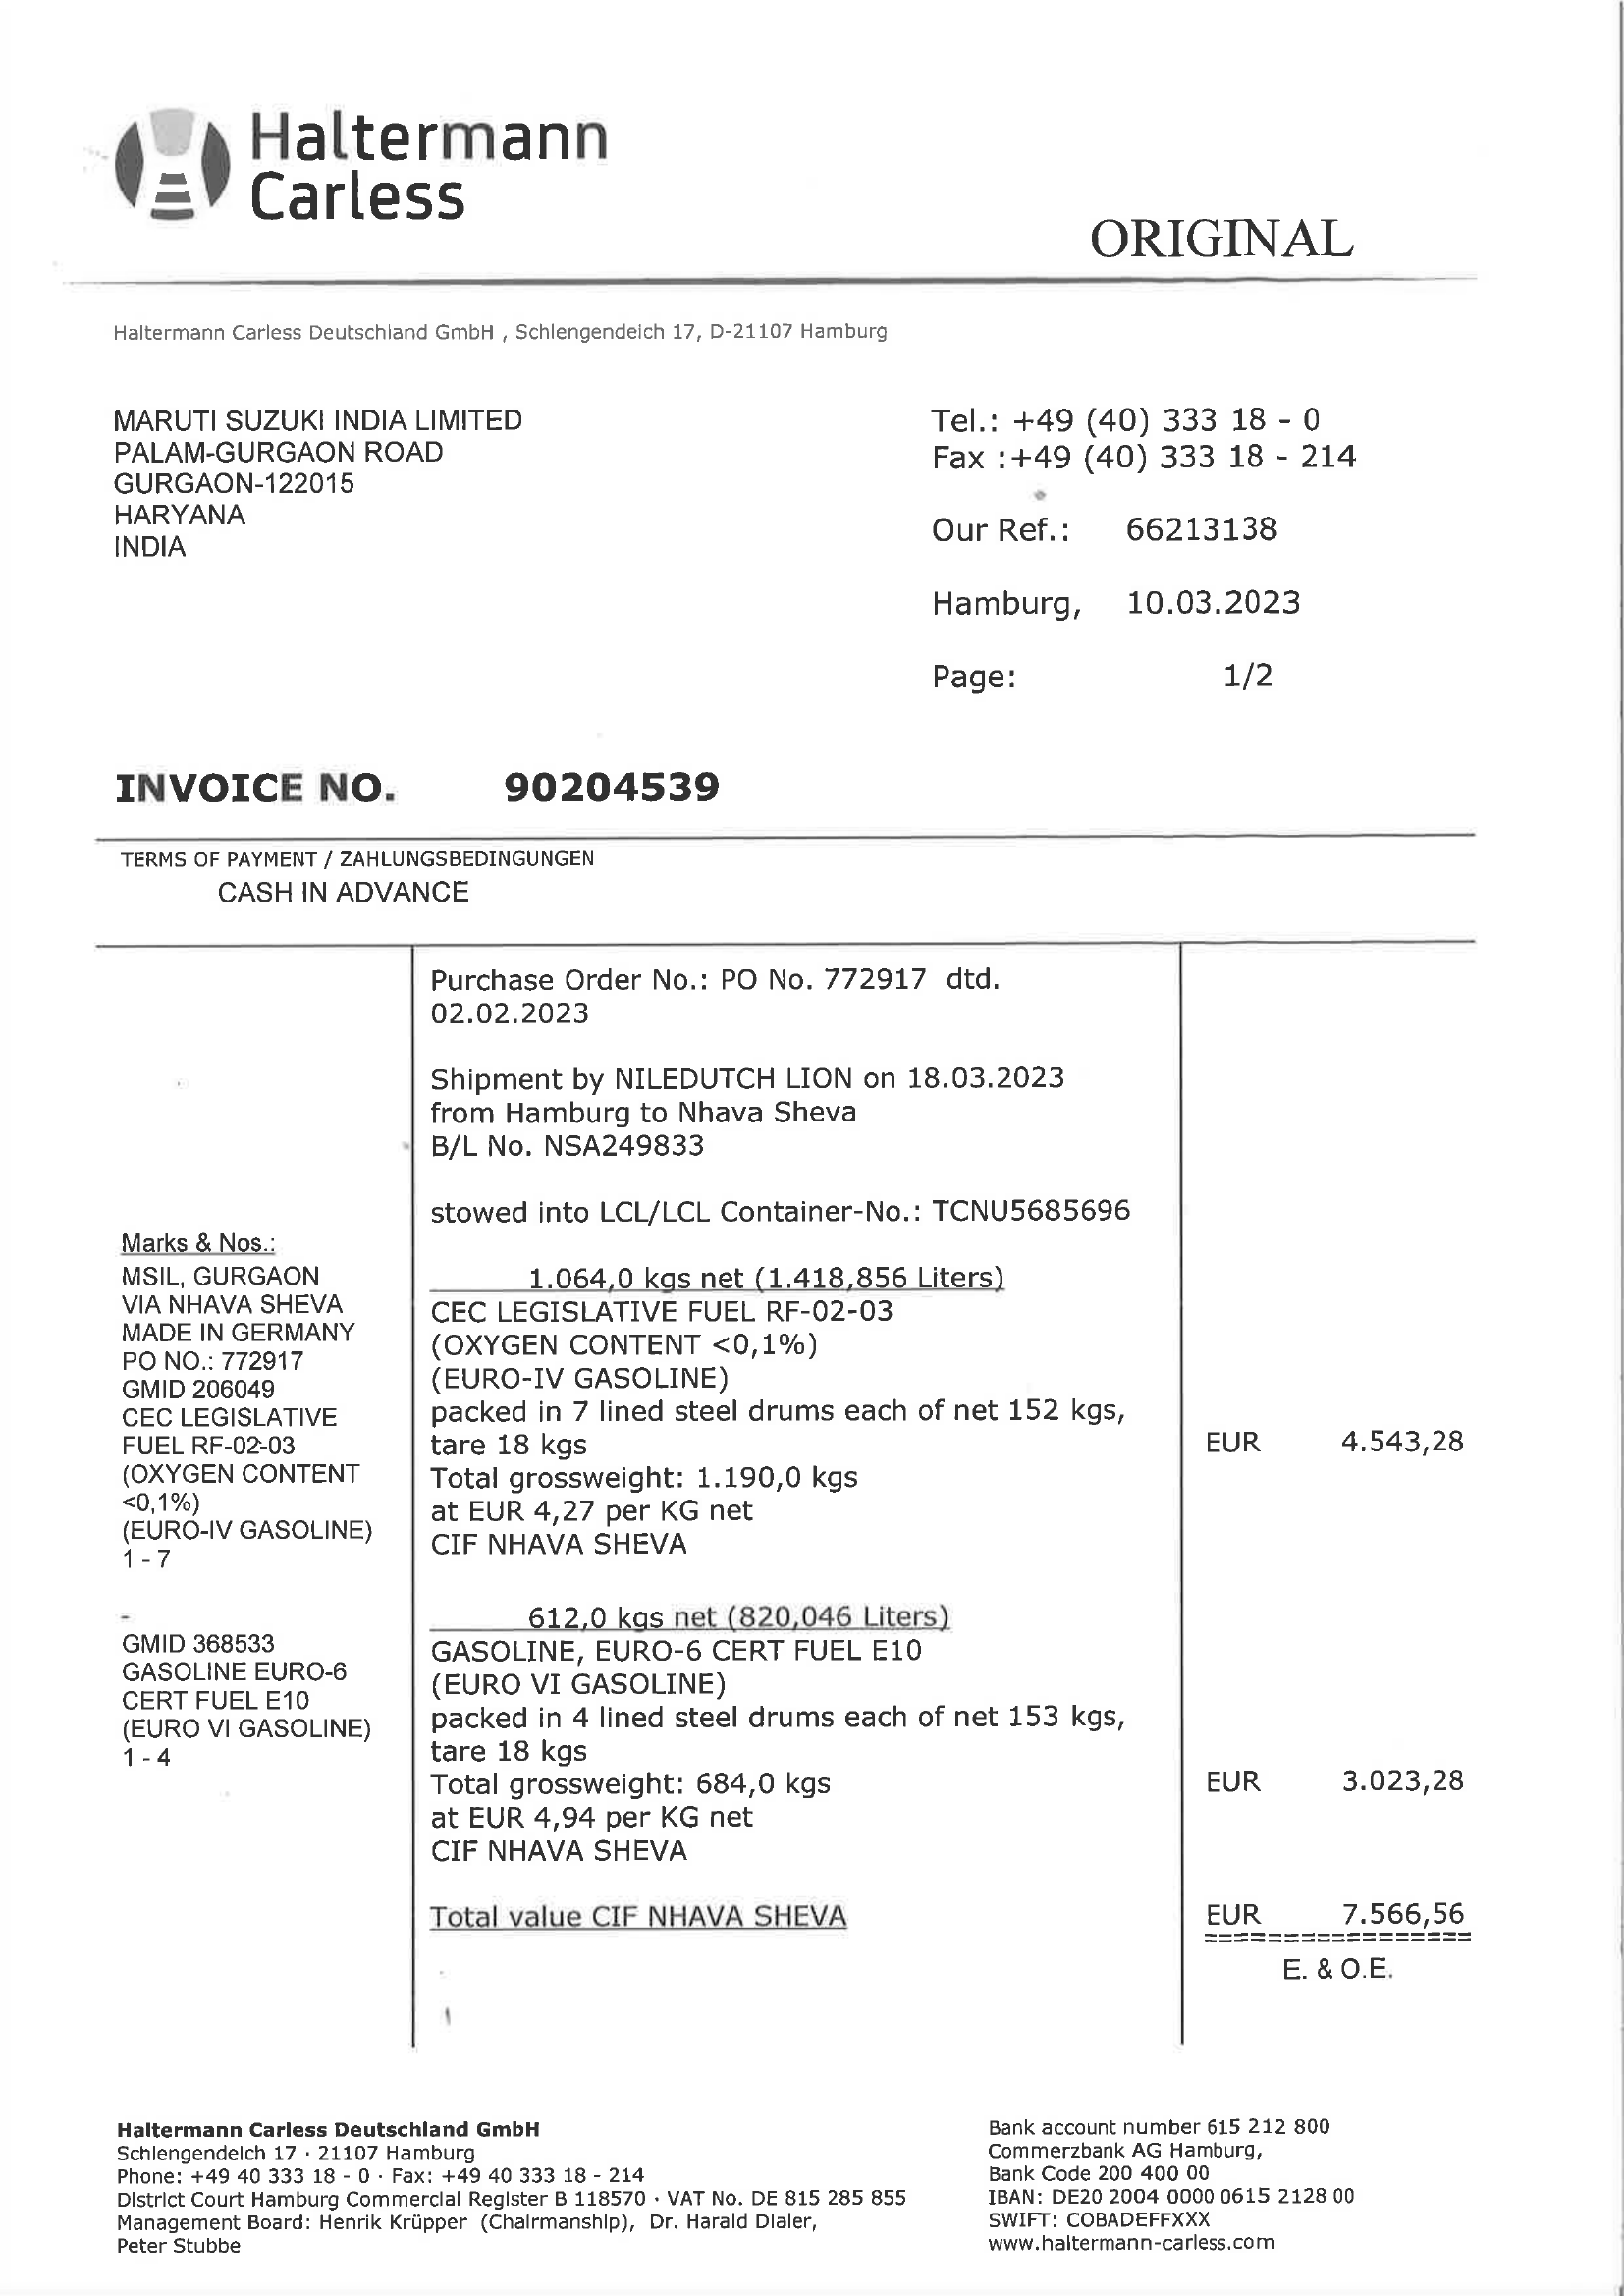 Haltermann
Carless
ORIGINAL
Haltermann Carless Deutschland GmbH , Schlengendeich 17, D-21107 Hamburg
MARUTI SUZUKI INDIA LIMITED
PALAM-GURGAON ROAD
GURGAON-122015
HARYANA
INDIA
Tel.: +49 (40) 333 18 - 0
Fax :+49 (40) 333 18 - 214
Our Ref.: 66213138
Hamburg, 10.03.2023
Page: 1/2
INVOICE NO. 90204539
TERMS OF PAYMENT / ZAHLUNGSBEDINGUNGEN
CASH IN ADVANCE
Purchase Order No.: PO No. 772917 dtd.
02.02.2023
Shipment by NILEDUTCH LION on 18.03.2023
from Hamburg to Nhava Sheva
B/L No. NSA249833
stowed into LCL/LCL Container-No.: TCNU5685696
Marks & Nos.:
MSIL, GURGAON
VIA NHAVA SHEVA
MADE IN GERMANY
PO NO.: 772917
GMID 206049
CEC LEGISLATIVE
FUEL RF-02-03
(OXYGEN CONTENT
<0,1%)
(EURO-IV GASOLINE)
1 - 7
1.064,0 kgs net (1.418,856 Liters)
CEC LEGISLATIVE FUEL RF-02-03
(OXYGEN CONTENT <0,1%)
(EURO-IV GASOLINE)
packed in 7 lined steel drums each of net 152 kgs,
tare 18 kgs
Total grossweight: 1.190,0 kgs
at EUR 4,27 per KG net
CIF NHAVA SHEVA
EUR 4.543,28
-
GMID 368533
GASOLINE EURO-6
CERT FUEL E10
(EURO VI GASOLINE)
1 - 4
612,0 kgs net (820,046 Liters)
GASOLINE, EURO-6 CERT FUEL E10
(EURO VI GASOLINE)
packed in 4 lined steel drums each of net 153 kgs,
tare 18 kgs
Total grossweight: 684,0 kgs
at EUR 4,94 per KG net
CIF NHAVA SHEVA
EUR 3.023,28
Total value CIF NHAVA SHEVA
EUR 7.566,56
==================
E. & O.E.
Haltermann Carless Deutschland GmbH
Schlengendeich 17 · 21107 Hamburg
Phone: +49 40 333 18 - 0 · Fax: +49 40 333 18 - 214
District Court Hamburg Commercial Register B 118570 · VAT No. DE 815 285 855
Management Board: Henrik Krüpper (Chairmanship), Dr. Harald Dialer,
Peter Stubbe
Bank account number 615 212 800
Commerzbank AG Hamburg,
Bank Code 200 400 00
IBAN: DE20 2004 0000 0615 2128 00
SWIFT: COBADEFFXXX
www.haltermann-carless.com